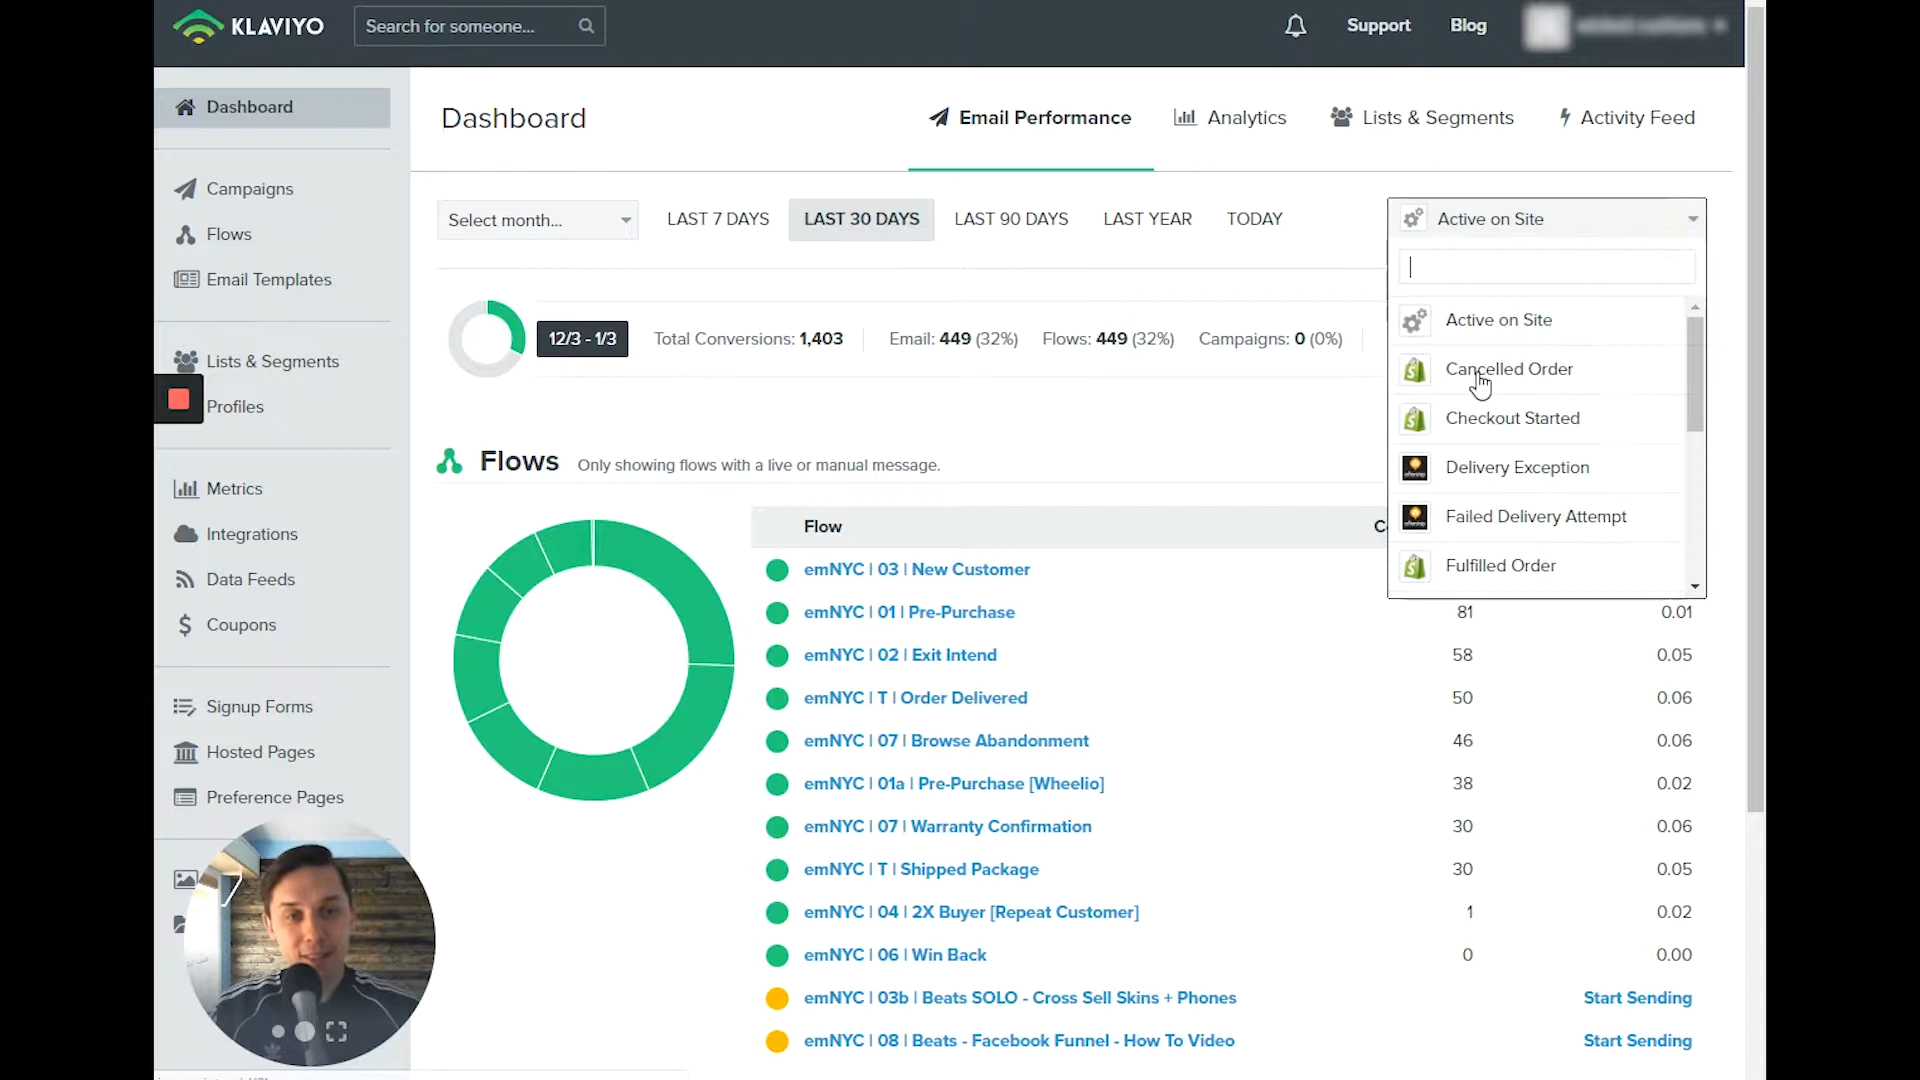 KLAVIYO
Search for someone...
Support
Blog
Dashboard
Campaigns
Flows
Email Templates
Lists & Segments
Profiles
Metrics
Integrations
Data Feeds
Coupons
Signup Forms
Hosted Pages
Preference Pages
Dashboard
Email Performance
Analytics
Lists & Segments
Activity Feed
Select month...
LAST 7 DAYS
LAST 30 DAYS
LAST 90 DAYS
LAST YEAR
TODAY
Active on Site
Active on Site
Cancelled Order
Checkout Started
Delivery Exception
Failed Delivery Attempt
Fulfilled Order
12/3 - 1/3
Total Conversions: 1,403
Email: 449 (32%)
Flows: 449 (32%)
Campaigns: 0 (0%)
Flows Only showing flows with a live or manual message.
Flow
emNYC | 03 | New Customer
emNYC | 01 | Pre-Purchase 81 0.01
emNYC | 02 | Exit Intend 58 0.05
emNYC | T | Order Delivered 50 0.06
emNYC | 07 | Browse Abandonment 46 0.06
emNYC | 01a | Pre-Purchase [Wheelio] 38 0.02
emNYC | 07 | Warranty Confirmation 30 0.06
emNYC | T | Shipped Package 30 0.05
emNYC | 04 | 2X Buyer [Repeat Customer] 1 0.02
emNYC | 06 | Win Back 0 0.00
emNYC | 03b | Beats SOLO - Cross Sell Skins + Phones Start Sending
emNYC | 08 | Beats - Facebook Funnel - How To Video Start Sending